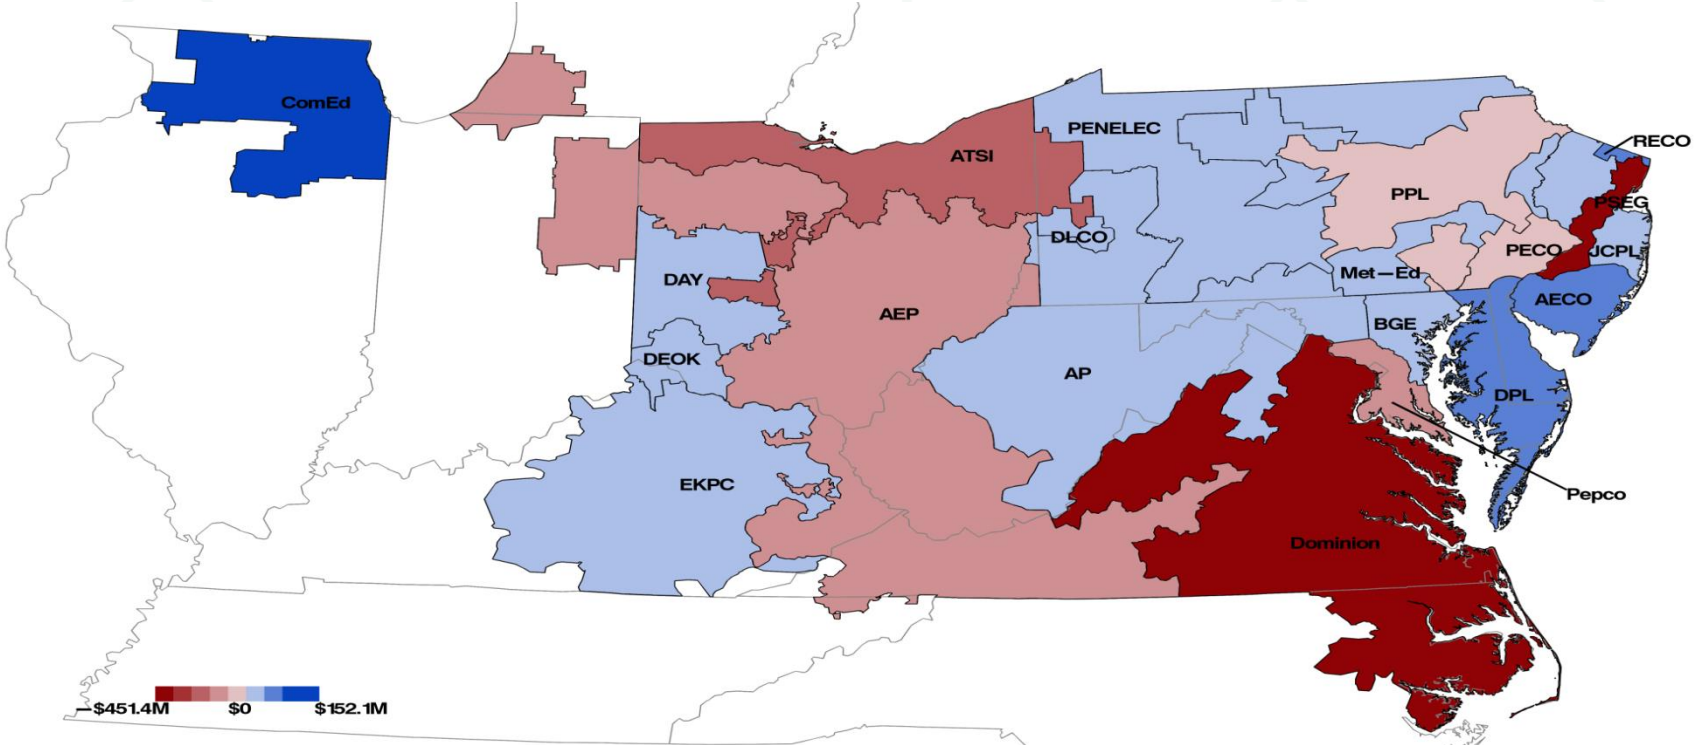 ComEd
PENELEC
RECO
ATSI
PPL
PSEG
DLCO
PECO
JCPL
Met—Ed
DAY
AECO
AEP
BGE
DEOK
AP
DPL
EKPC
Pepco
Dominion
—$451.4M $0 $152.1M